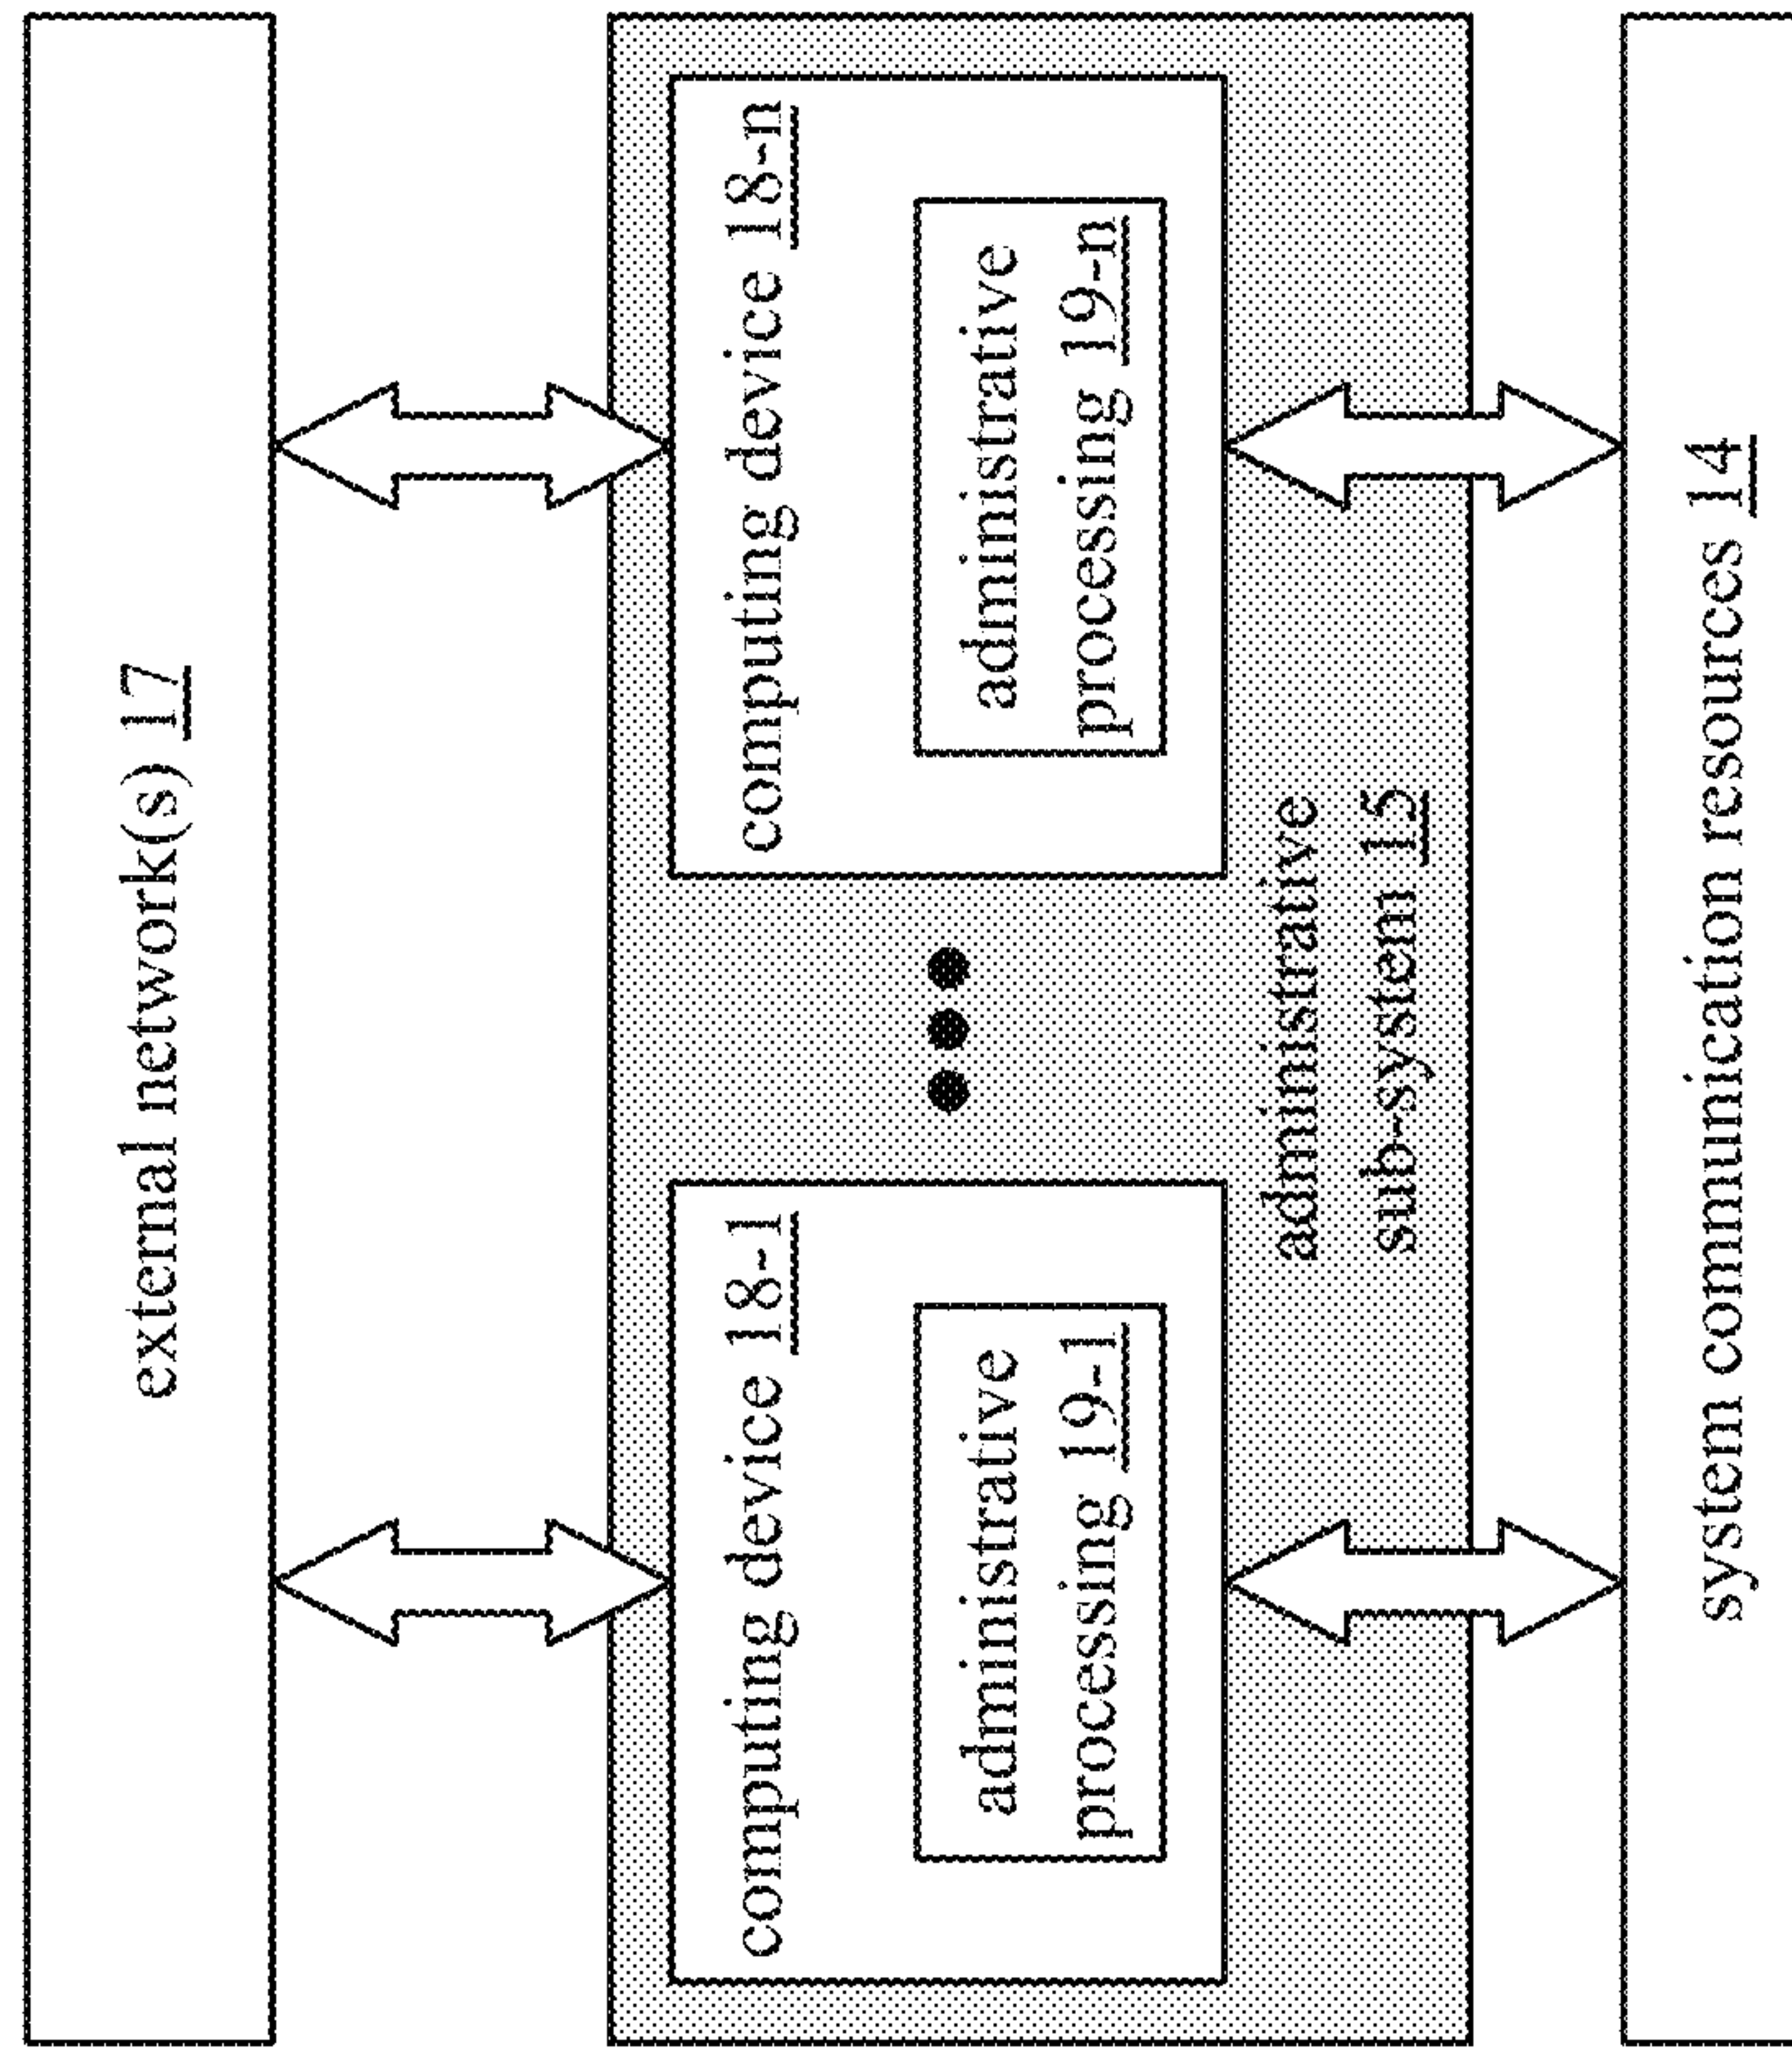 external network(s) 17
computing device 18-1
administrative
processing 19-1
computing device 18-n
administrative
processing 19-n
administrative
sub-system 15
system communication resources 14